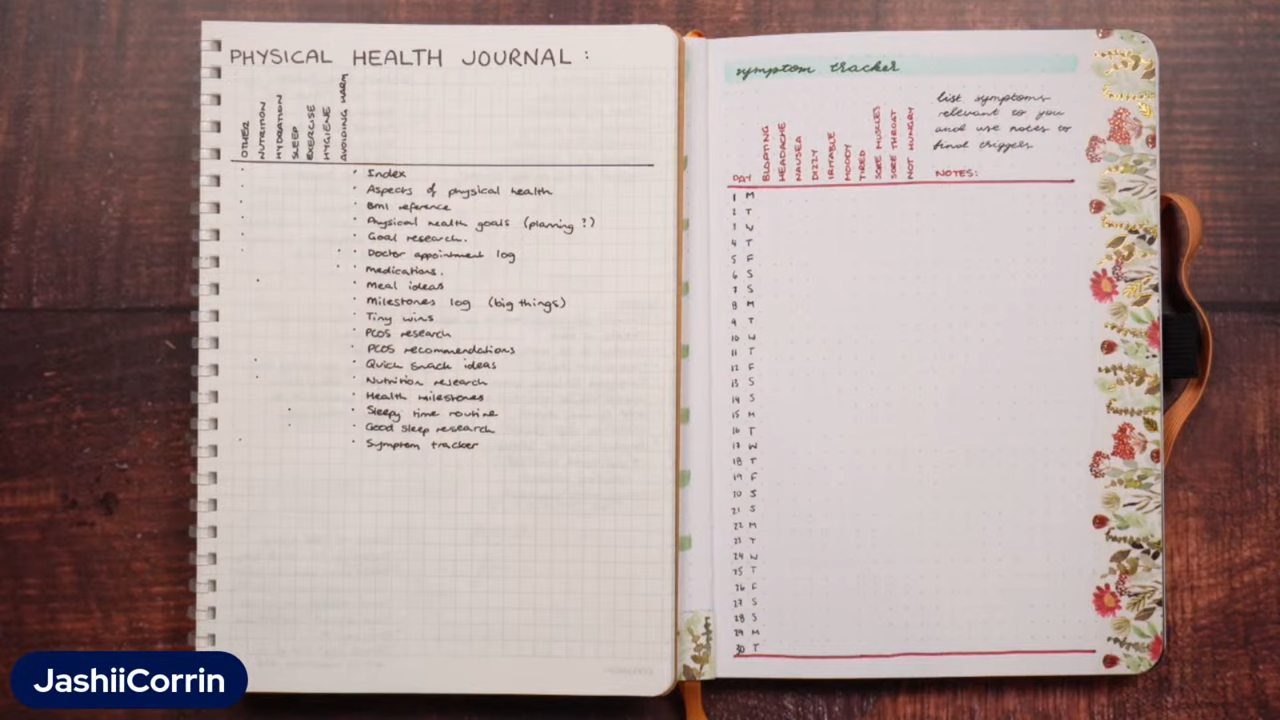 PHYSICAL HEALTH JOURNAL :
OTHER
NUTRITION
HYDRATION
SLEEP
EXERCISE
HYGIENE
AVOIDING HARM
· Index
· Aspects of physical health
· BMI reference
· Physical health goals (planning ?)
· Goal research.
· Doctor appointment log
· Medications.
· Meal ideas
· Milestones log (big things)
· Tiny wins
· PCOS research
· PCOS recommendations
· Quick snack ideas
· Nutrition research
· Health milestones
· Sleepy time routine
· Good sleep research
· Symptom tracker
symptom tracker
list symptoms
relevant to you
and use notes to
find triggers.
DAY
BLOATING
HEADACHE
NAUSEA
DIZZY
IRITABLE
MOODY
TIRED
SORE MUSCLES
SORE THROAT
NOT HUNGRY
NOTES:
1 M
2 T
3 W
4 T
5 F
6 S
7 S
8 M
9 T
10 W
11 T
12 F
13 S
14 S
15 M
16 T
17 W
18 T
19 F
20 S
21 S
22 M
23 T
24 W
25 T
26 F
27 S
28 S
29 M
30 T
JashiiCorrin